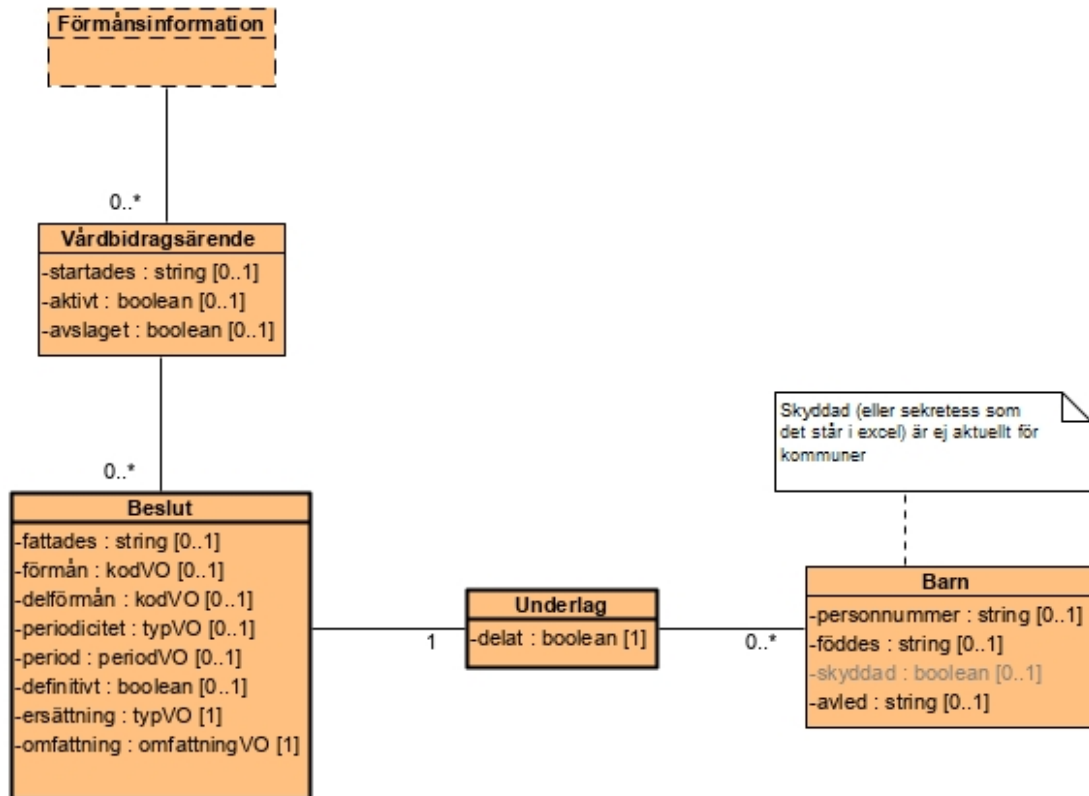 Förmånsinformation
0..*
Vårdbidragsärende
-startades : string [0..1]
-aktivt : boolean [0..1]
-avslaget : boolean [0..1]
0..*
Beslut
-fattades : string [0..1]
-förmån : kodVO [0..1]
-delförmån : kodVO [0..1]
-periodicitet : typVO [0..1]
-period : periodVO [0..1]
-definitivt : boolean [0..1]
-ersättning : typVO [1]
-omfattning : omfattningVO [1]
1
Underlag
-delat : boolean [1]
0..*
Skyddad (eller sekretess som
det står i excel) är ej aktuellt för
kommuner
Barn
-personnummer : string [0..1]
-föddes : string [0..1]
-skyddad : boolean [0..1]
-avled : string [0..1]